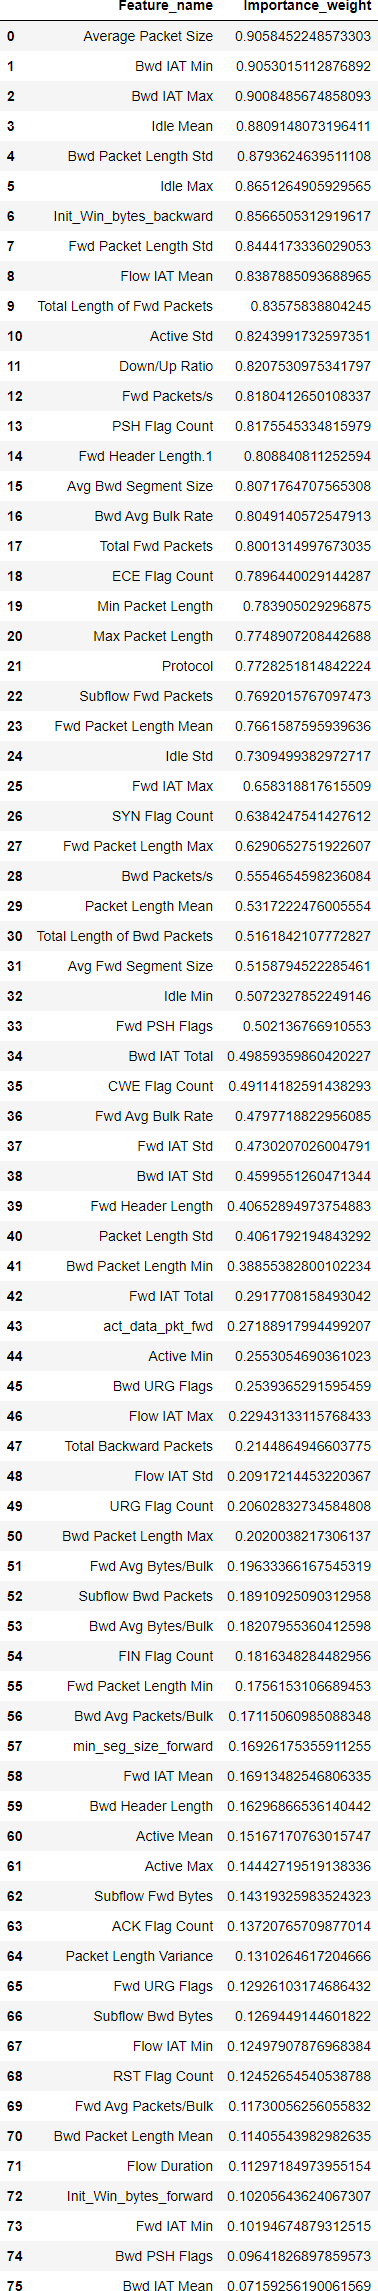 Feature_name Importance_weight
0 Average Packet Size 0.9058452248573303
1 Bwd IAT Min 0.9053015112876892
2 Bwd IAT Max 0.9008485674858093
3 Idle Mean 0.8809148073196411
4 Bwd Packet Length Std 0.8793624639511108
5 Idle Max 0.8651264905929565
6 Init_Win_bytes_backward 0.8566505312919617
7 Fwd Packet Length Std 0.8444173336029053
8 Flow IAT Mean 0.8387885093688965
9 Total Length of Fwd Packets 0.83575838804245
10 Active Std 0.8243991732597351
11 Down/Up Ratio 0.8207530975341797
12 Fwd Packets/s 0.8180412650108337
13 PSH Flag Count 0.8175545334815979
14 Fwd Header Length.1 0.808840811252594
15 Avg Bwd Segment Size 0.8071764707565308
16 Bwd Avg Bulk Rate 0.8049140572547913
17 Total Fwd Packets 0.8001314997673035
18 ECE Flag Count 0.7896440029144287
19 Min Packet Length 0.783905029296875
20 Max Packet Length 0.7748907208442688
21 Protocol 0.7728251814842224
22 Subflow Fwd Packets 0.7692015767097473
23 Fwd Packet Length Mean 0.7661587595939636
24 Idle Std 0.7309499382972717
25 Fwd IAT Max 0.658318817615509
26 SYN Flag Count 0.6384247541427612
27 Fwd Packet Length Max 0.6290652751922607
28 Bwd Packets/s 0.5554654598236084
29 Packet Length Mean 0.5317222476005554
30 Total Length of Bwd Packets 0.5161842107772827
31 Avg Fwd Segment Size 0.5158794522285461
32 Idle Min 0.5072327852249146
33 Fwd PSH Flags 0.502136766910553
34 Bwd IAT Total 0.49859359860420227
35 CWE Flag Count 0.49114182591438293
36 Fwd Avg Bulk Rate 0.4797718822956085
37 Fwd IAT Std 0.4730207026004791
38 Bwd IAT Std 0.4599551260471344
39 Fwd Header Length 0.40652894973754883
40 Packet Length Std 0.4061792194843292
41 Bwd Packet Length Min 0.38855382800102234
42 Fwd IAT Total 0.2917708158493042
43 act_data_pkt_fwd 0.27188917994499207
44 Active Min 0.2553054690361023
45 Bwd URG Flags 0.2539365291595459
46 Flow IAT Max 0.22943133115768433
47 Total Backward Packets 0.2144864946603775
48 Flow IAT Std 0.20917214453220367
49 URG Flag Count 0.20602832734584808
50 Bwd Packet Length Max 0.2020038217306137
51 Fwd Avg Bytes/Bulk 0.19633366167545319
52 Subflow Bwd Packets 0.18910925090312958
53 Bwd Avg Bytes/Bulk 0.18207955360412598
54 FIN Flag Count 0.1816348284482956
55 Fwd Packet Length Min 0.1756153106689453
56 Bwd Avg Packets/Bulk 0.17115060985088348
57 min_seg_size_forward 0.16926175355911255
58 Fwd IAT Mean 0.16913482546806335
59 Bwd Header Length 0.16296866536140442
60 Active Mean 0.15167170763015747
61 Active Max 0.14442719519138336
62 Subflow Fwd Bytes 0.14319325983524323
63 ACK Flag Count 0.13720765709877014
64 Packet Length Variance 0.1310264617204666
65 Fwd URG Flags 0.12926103174686432
66 Subflow Bwd Bytes 0.1269449144601822
67 Flow IAT Min 0.12497907876968384
68 RST Flag Count 0.12452654540538788
69 Fwd Avg Packets/Bulk 0.11730056256055832
70 Bwd Packet Length Mean 0.11405543982982635
71 Flow Duration 0.11297184973955154
72 Init_Win_bytes_forward 0.10205643624067307
73 Fwd IAT Min 0.10194674879312515
74 Bwd PSH Flags 0.09641826897859573
75 Bwd IAT Mean 0.07159256190061569